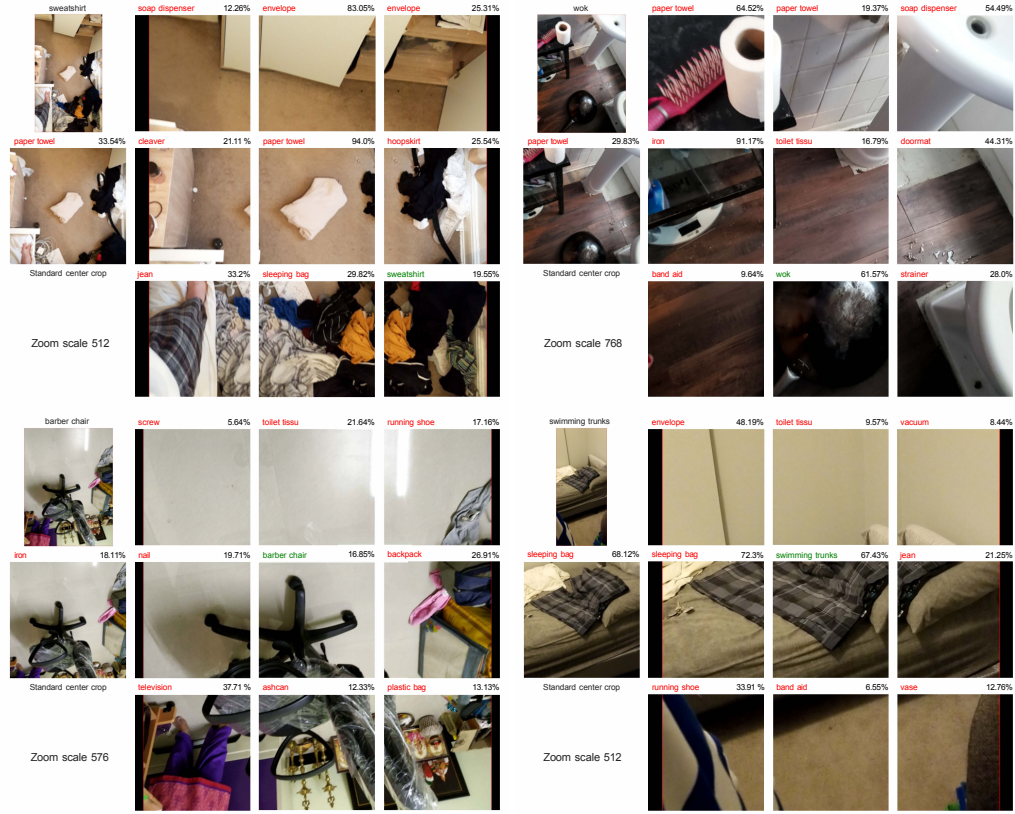 sweatshirt
soap dispenser 12.26%
envelope 83.05%
envelope 25.31%
paper towel 33.54%
cleaver 21.11 %
paper towel 94.0%
hoopskirt 25.54%
Standard center crop
jean 33.2%
sleeping bag 29.82%
sweatshirt 19.55%
Zoom scale 512
wok
paper towel 64.52%
paper towel 19.37%
soap dispenser 54.49%
paper towel 29.83%
iron 91.17%
toilet tissu 16.79%
doormat 44.31%
Standard center crop
band aid 9.64%
wok 61.57%
strainer 28.0%
Zoom scale 768
barber chair
screw 5.64%
toilet tissu 21.64%
running shoe 17.16%
iron 18.11%
nail 19.71%
barber chair 16.85%
backpack 26.91%
Standard center crop
television 37.71 %
ashcan 12.33%
plastic bag 13.13%
Zoom scale 576
swimming trunks
envelope 48.19%
toilet tissu 9.57%
vacuum 8.44%
sleeping bag 68.12%
sleeping bag 72.3%
swimming trunks 67.43%
jean 21.25%
Standard center crop
running shoe 33.91 %
band aid 6.55%
vase 12.76%
Zoom scale 512